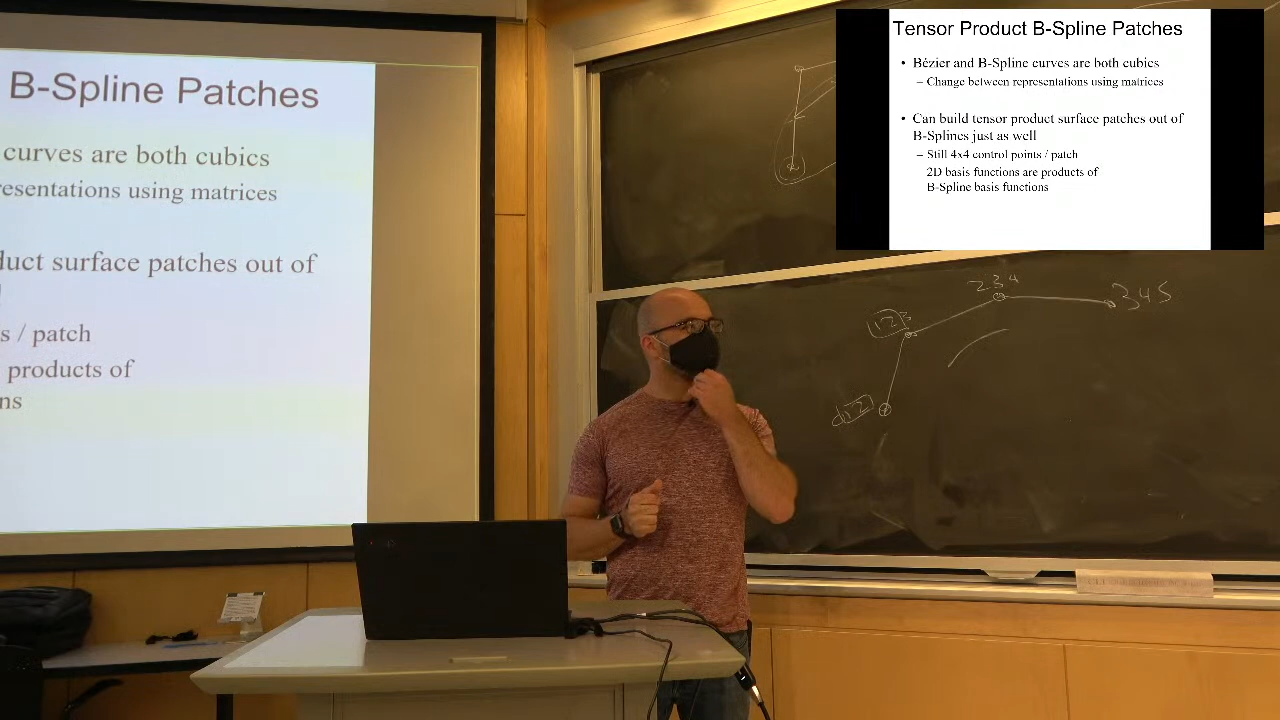 B-Spline Patches
curves are both cubics
resentations using matrices
duct surface patches out of
s / patch
products of
ns
Tensor Product B-Spline Patches
• Bézier and B-Spline curves are both cubics
– Change between representations using matrices
• Can build tensor product surface patches out of
B-Splines just as well
– Still 4x4 control points / patch
2D basis functions are products of
B-Spline basis functions
2 3 4
345
123